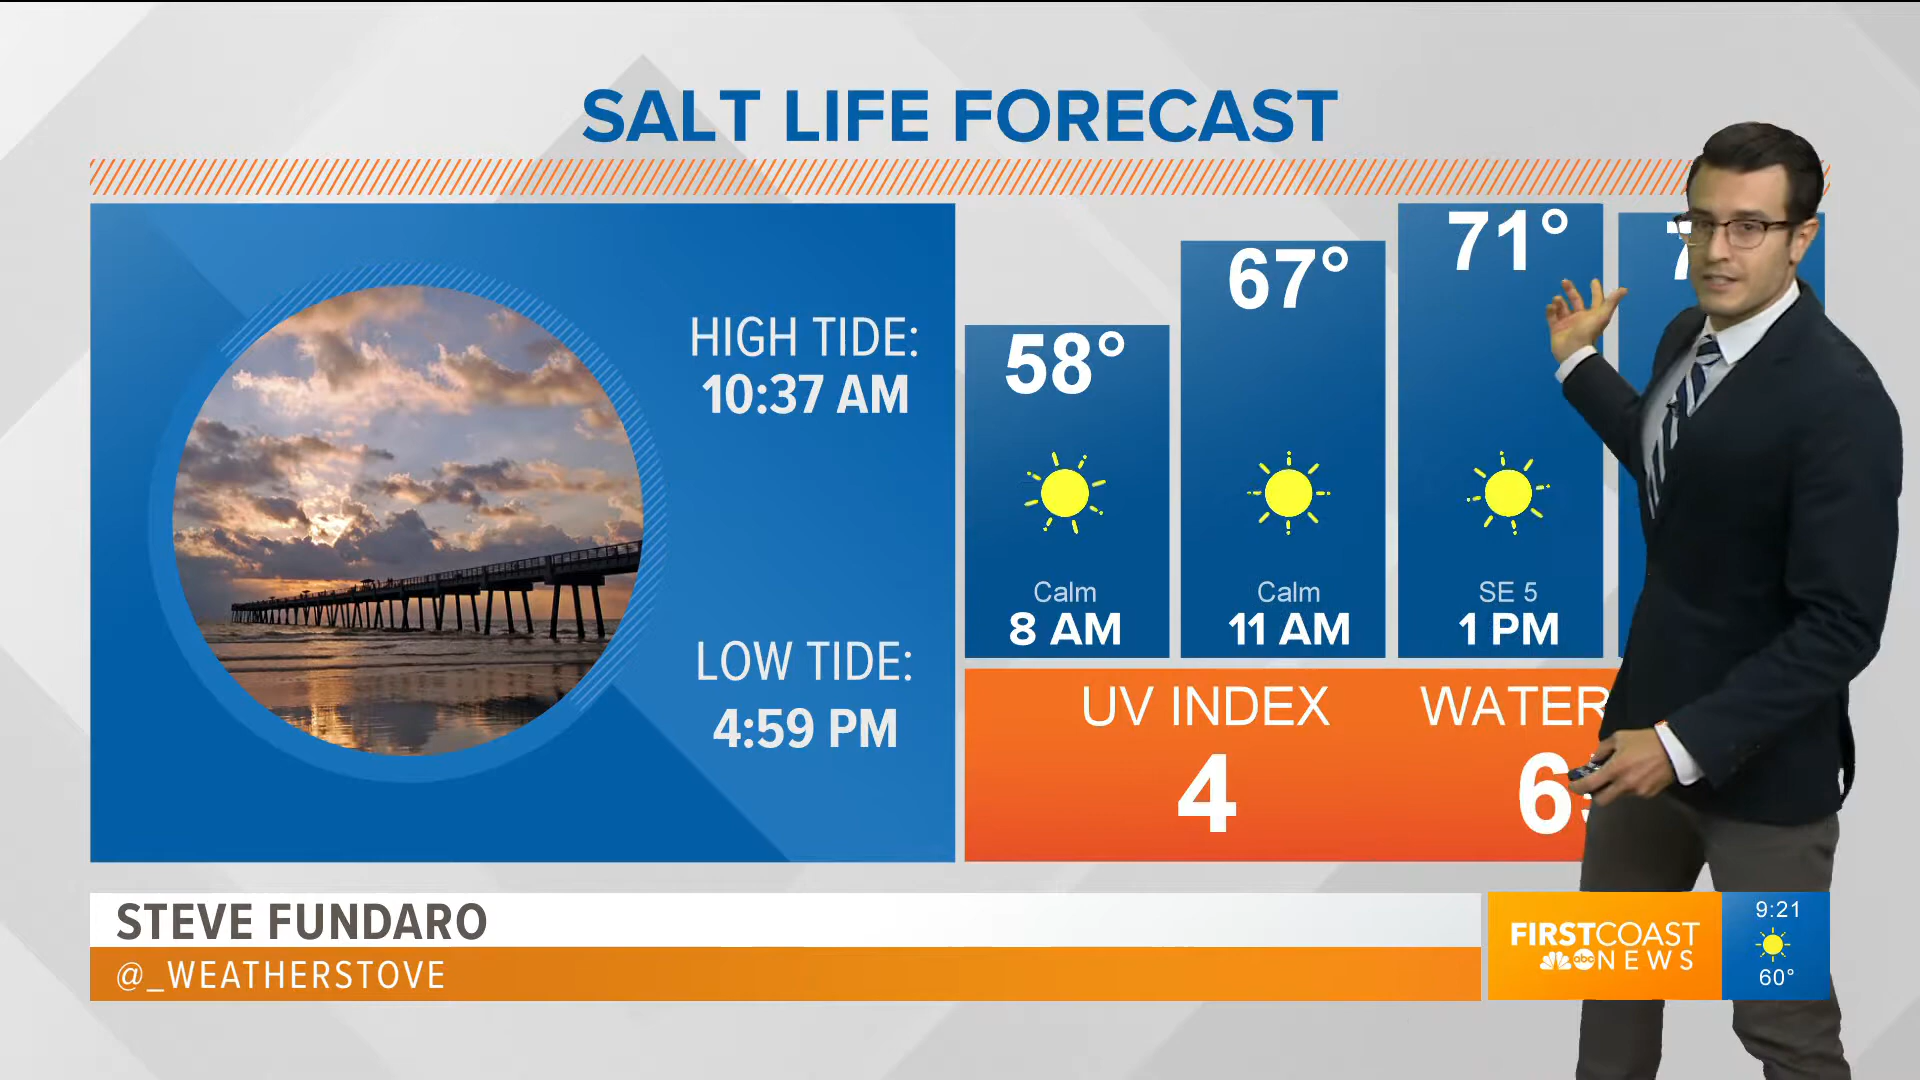 SALT LIFE FORECAST
HIGH TIDE:
10:37 AM
LOW TIDE:
4:59 PM
58°
Calm
8 AM
67°
Calm
11 AM
71°
SE 5
1 PM
UV INDEX
4
WATER
STEVE FUNDARO
@_WEATHERSTOVE
FIRSTCOAST
abc NEWS
9:21
60°